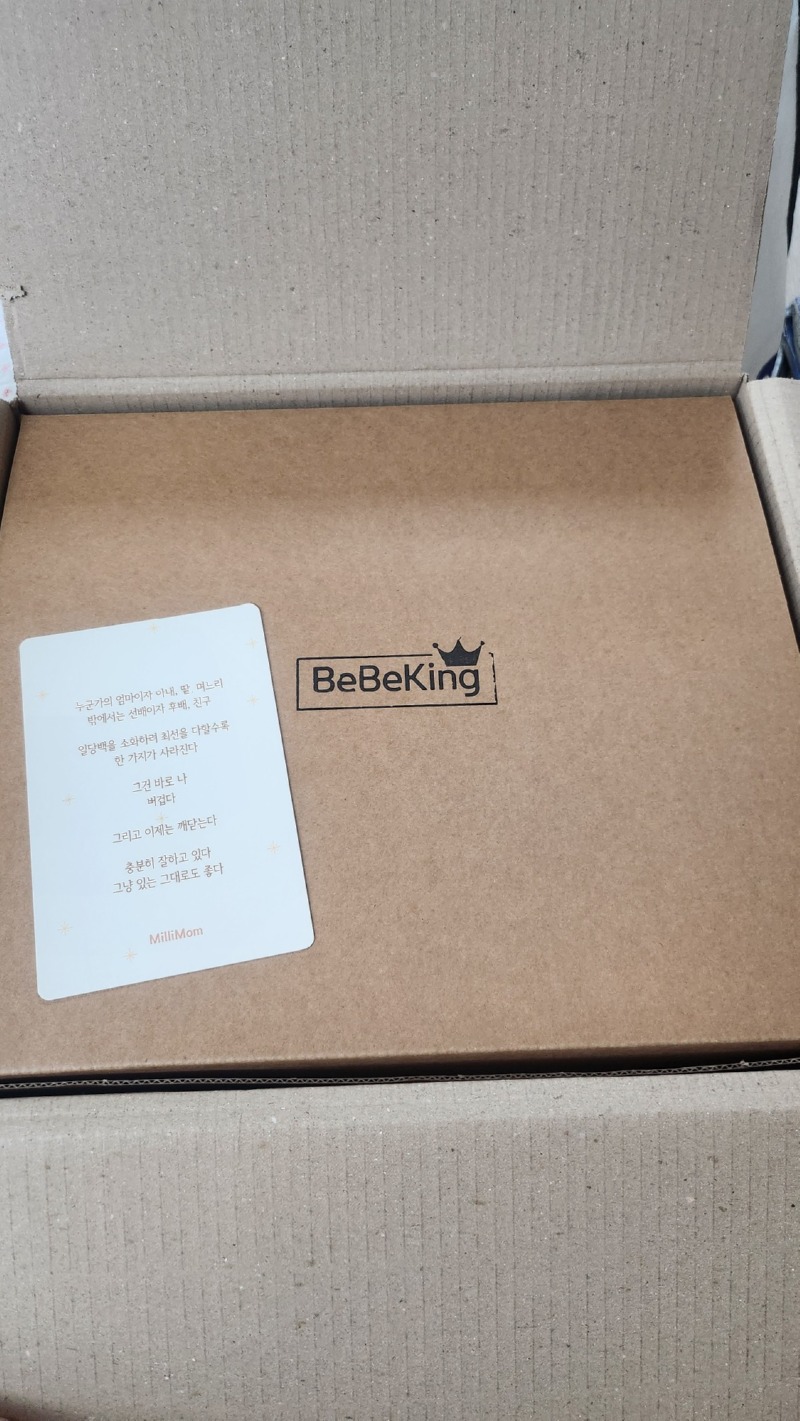 누군가의 엄마이자 아내, 딸 며느리
밖에서는 선배이자 후배, 친구
일당백을 소화하려 최선을 다할수록
한 가지가 사라진다
그건 바로 나
버겁다
그리고 이제는 깨닫는다
충분히 잘하고 있다
그냥 있는 그대로도 좋다
MilliMom
BeBeKing